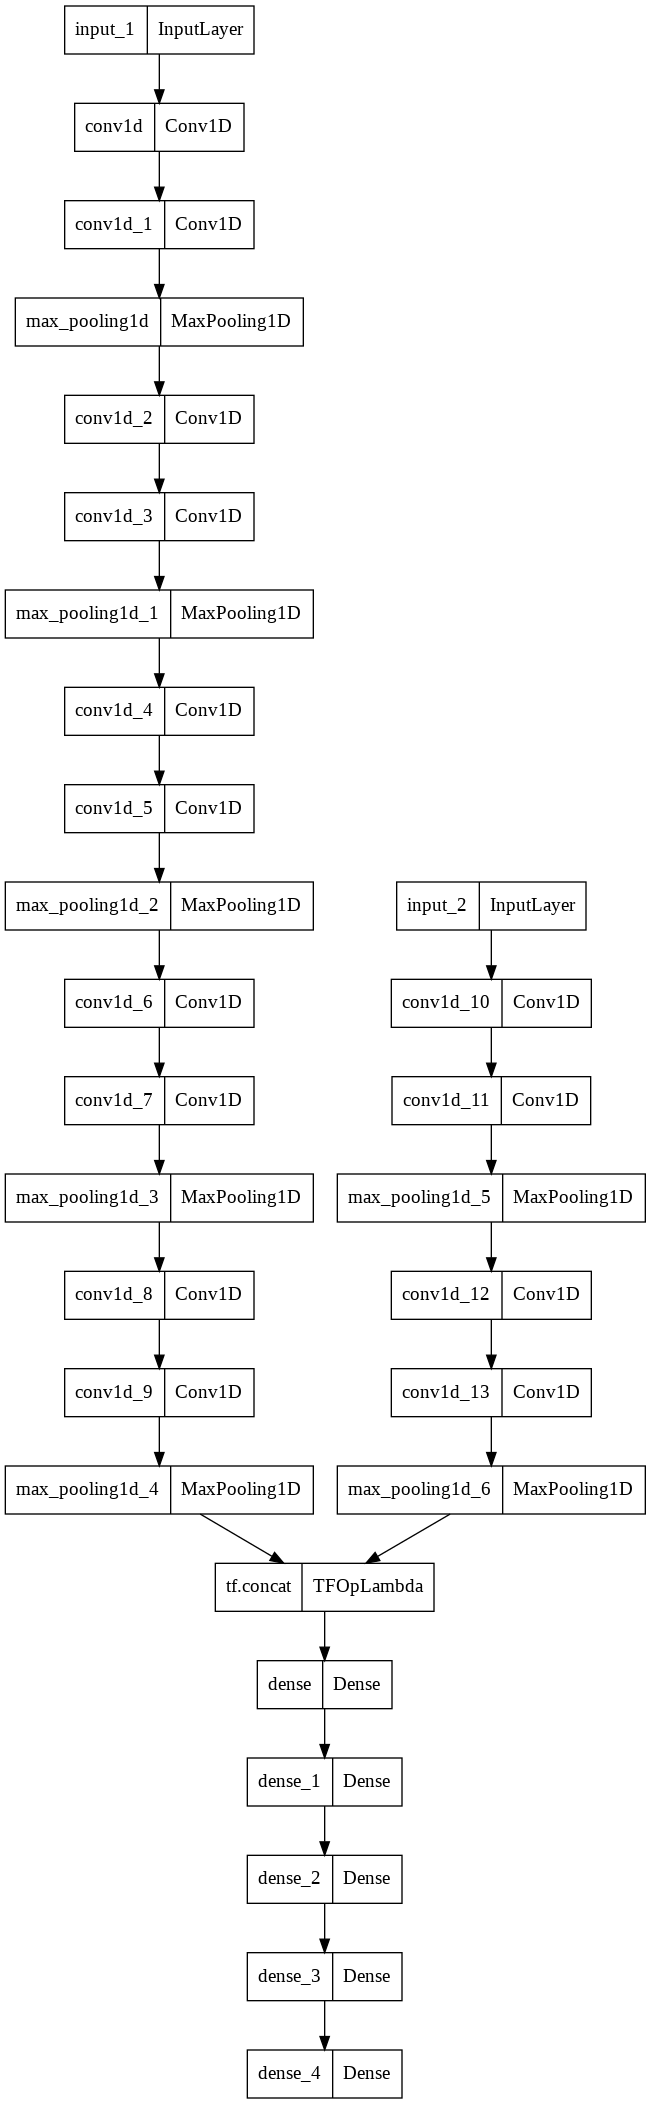 input_1 InputLayer
conv1d Conv1D
conv1d_1 Conv1D
max_pooling1d MaxPooling1D
conv1d_2 Conv1D
conv1d_3 Conv1D
max_pooling1d_1 MaxPooling1D
conv1d_4 Conv1D
conv1d_5 Conv1D
max_pooling1d_2 MaxPooling1D
conv1d_6 Conv1D
conv1d_7 Conv1D
max_pooling1d_3 MaxPooling1D
conv1d_8 Conv1D
conv1d_9 Conv1D
max_pooling1d_4 MaxPooling1D
input_2 InputLayer
conv1d_10 Conv1D
conv1d_11 Conv1D
max_pooling1d_5 MaxPooling1D
conv1d_12 Conv1D
conv1d_13 Conv1D
max_pooling1d_6 MaxPooling1D
tf.concat TFOpLambda
dense Dense
dense_1 Dense
dense_2 Dense
dense_3 Dense
dense_4 Dense